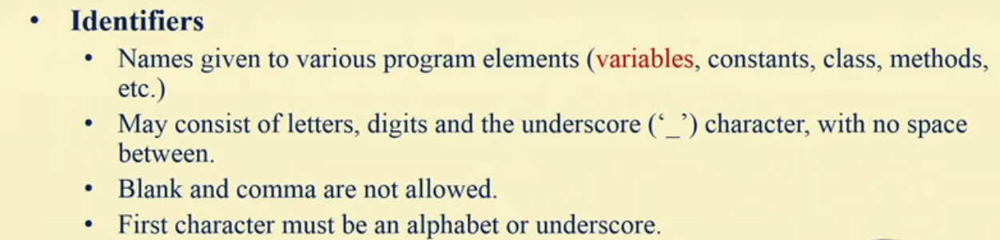 • Identifiers
• Names given to various program elements (variables, constants, class, methods,
etc.)
• May consist of letters, digits and the underscore (‘_’) character, with no space
between.
• Blank and comma are not allowed.
• First character must be an alphabet or underscore.